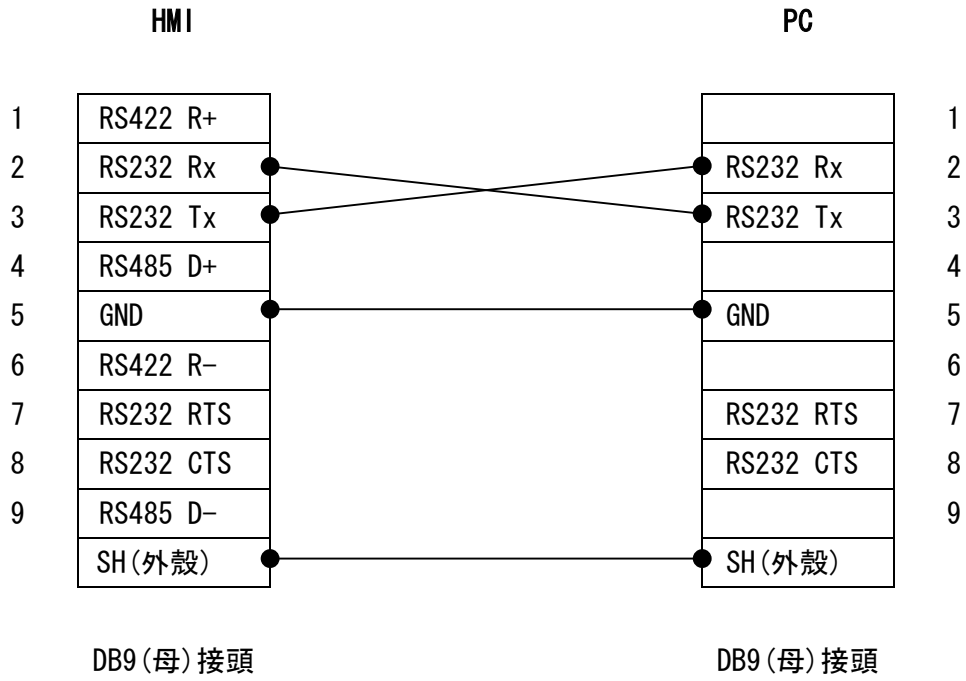 HMI PC
1 RS422 R+ 1
2 RS232 Rx RS232 Rx 2
3 RS232 Tx RS232 Tx 3
4 RS485 D+ 4
5 GND GND 5
6 RS422 R- 6
7 RS232 RTS RS232 RTS 7
8 RS232 CTS RS232 CTS 8
9 RS485 D- 9
SH(外殼) SH(外殼)
DB9(母)接頭 DB9(母)接頭